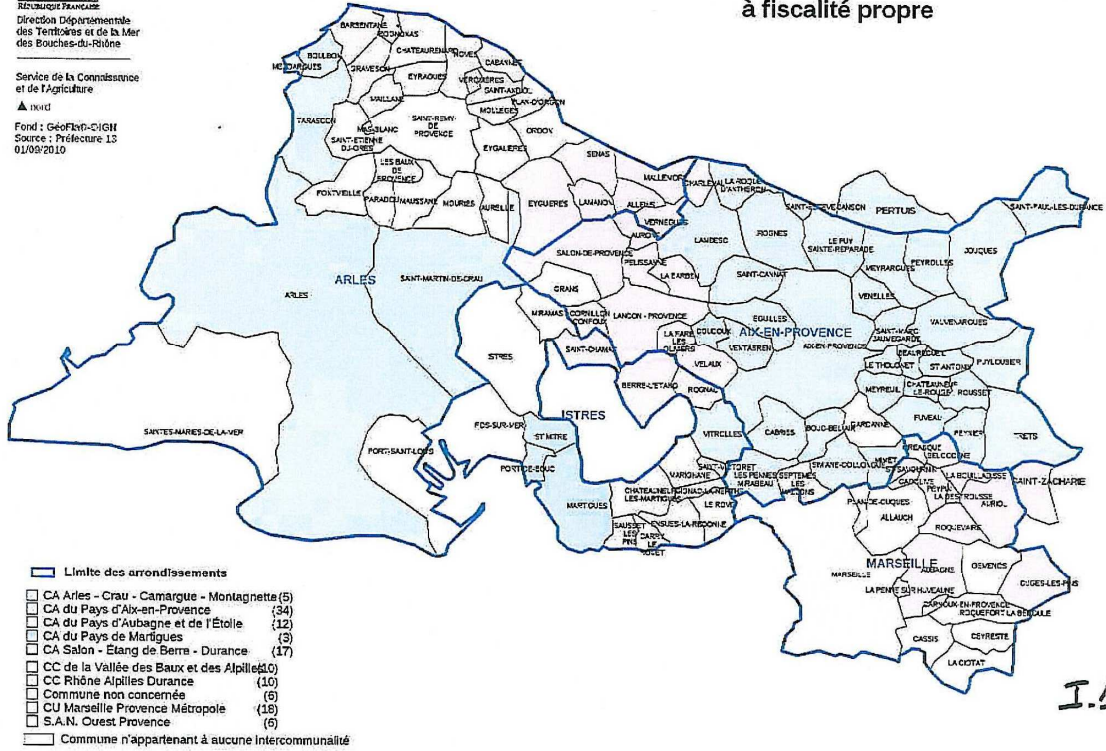 RÉPUBLIQUE FRANÇAISE
Direction Départementale
des Territoires et de la Mer
des Bouches-du-Rhône
Service de la Connaissance
et de l'Agriculture
nord
Source : Préfecture 13
01/09/2010
à fiscalité propre
BARBENTANE
ROGNONAS
CHATEAURENARD
NOVES
CABANNES
BOULBON
MEZOARGUES
GRAVESON
EYRAGUES
VERQUIERES
SAINT-ANDIOL
MAILLANE
MOLLEGES
PLAN-D'ORGON
TARASCON
MAS-BLANC
SAINT-REMY
DE
PROVENCE
ORGON
SAINT-ETIENNE
DU-GRES
EYGALIERES
SENAS
LES BAUX
DE
PROVENCE
MALLEMORT
CHARLEVAL
LA ROQUE
D'ANTHERON
FONTVIEILLE
PARADOU
MAUSSANE
MOURIES
AUREILLE
EYGUIERES
LAMANON
ALLEINS
VERNEGUES
PERTUIS
SAINT-PAUL-LES-DURANCE
AURONS
LAMBESC
ROGNES
LE PUY
SAINTE-REPARADE
JOUQUES
SALON-DE-PROVENCE
PELISSANNE
LA BARBEN
SAINT-CANNAT
MEYRARGUES
PEYROLLES
ARLES
ARLES
SAINT-MARTIN-DE-CRAU
GRANS
VENELLES
MIRAMAS
CORNILLON
CONFOUX
LANCON - PROVENCE
EGUILLES
VAUVENARGUES
ISTRES
LA FARE
LES
OLIVIERS
COUDOUX
AIX-EN-PROVENCE
AIX-EN-PROVENCE
SAINT-MARC
JAUMEGARDE
SAINT-CHAMAS
VENTABREN
BEAURECUEIL
LE THOLONET
ST ANTONIN
PUYLOUBIER
VELAUX
BERRE-L'ETANG
ROGNAC
MEYREUIL
CHATEAUNEUF
LE-ROUGE
ROUSSET
ISTRES
FOS-SUR-MER
FUVEAU
SAINTES-MARIES-DE-LA-MER
ST MITRE
VITROLLES
CABRIES
BOUC-BEL-AIR
GARDANNE
PEYNIER
TRETS
PORT-SAINT-LOUIS
PORT-DE-BOUC
GREASQUE
BELCODENE
MIMET
ST SAVOURNIN
SAINT-VICTORET
MARIGNANE
LES PENNES
MIRABEAU
SEPTEMES
LES
VALLONS
SIMIANE-COLLONGUE
CADOLIVE
LA BOUILLADISSE
SAINT-ZACHARIE
PEYPIN
LA DESTROUSSE
MARTIGUES
CHATEAUNEUF
LES-MARTIGUES
GIGNAC-LA-NERTHE
LE ROVE
PLAN-DE-CUQUES
AURIOL
ALLAUCH
ROQUEVAIRE
SAUSSET
LES
PINS
CARRY
LE
ROUET
ENSUES-LA-REDONNE
MARSEILLE
MARSEILLE
AUBAGNE
GEMENOS
CUGES-LES-PINS
LA PENNE SUR HUVEAUNE
CARNOUX-EN-PROVENCE
ROQUEFORT LA BEDOULE
CASSIS
CEYRESTE
LA CIOTAT
Limite des arrondissements
CA Arles - Crau - Camargue - Montagnette (5)
CA du Pays d'Aix-en-Provence (34)
CA du Pays d'Aubagne et de l'Étoile (12)
CA du Pays de Martigues (3)
CA Salon - Étang de Berre - Durance (17)
CC de la Vallée des Baux et des Alpilles (10)
CC Rhône Alpilles Durance (10)
Commune non concernée (6)
CU Marseille Provence Métropole (18)
S.A.N. Ouest Provence (6)
Commune n'appartenant à aucune intercommunalité